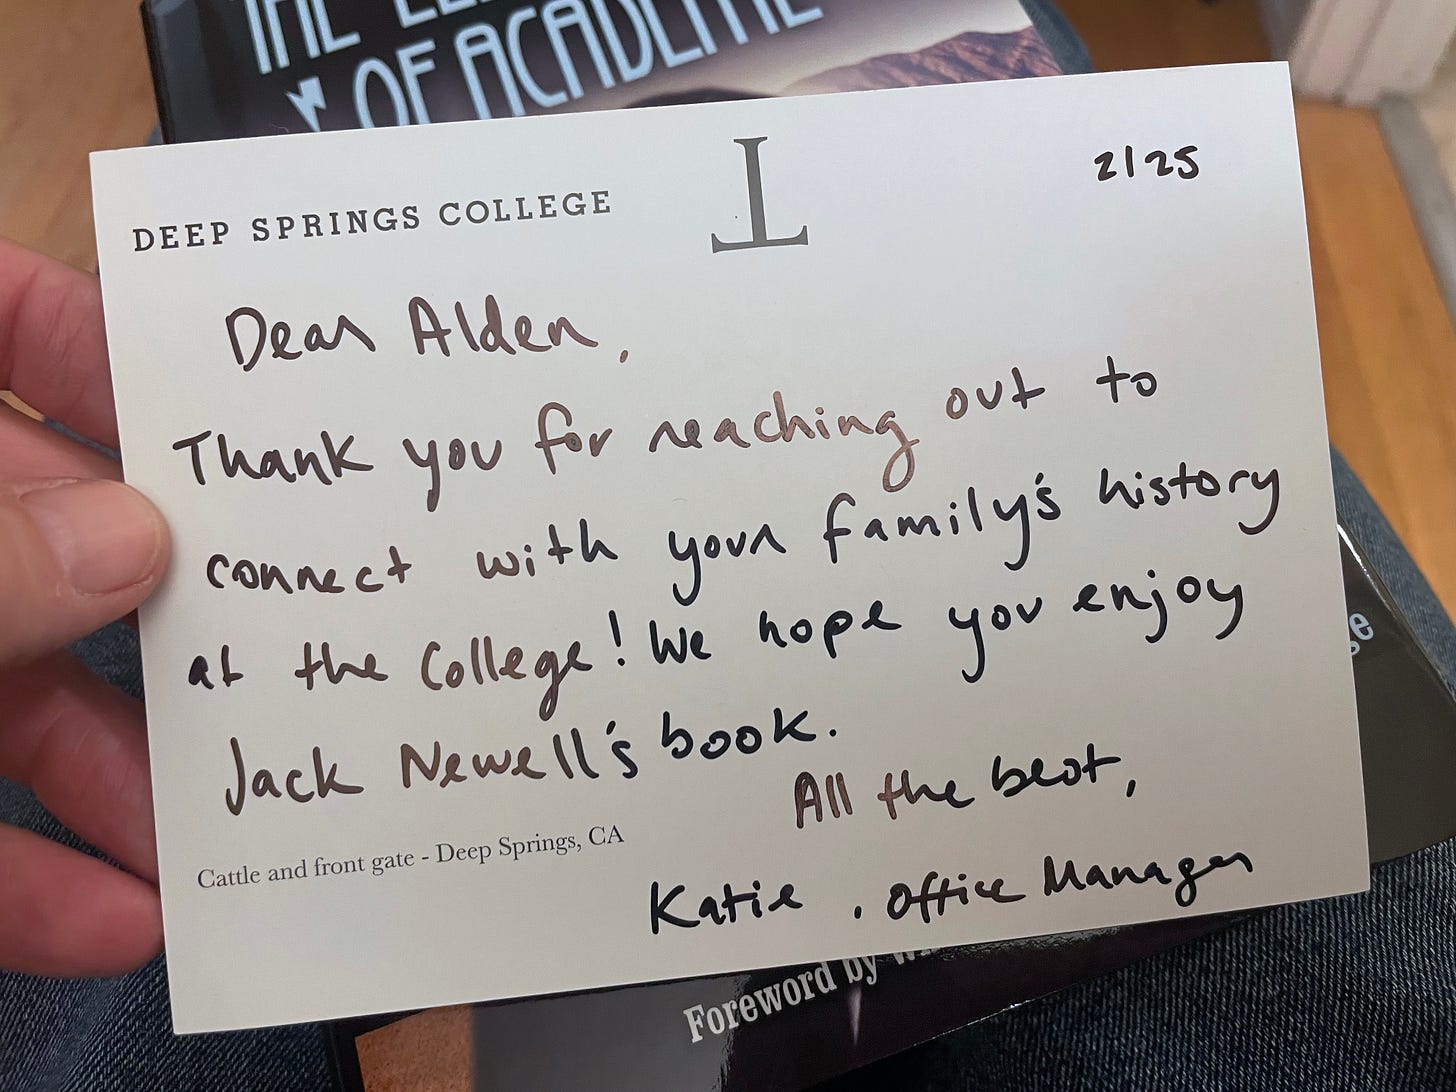 OF ACADEME
DEEP SPRINGS COLLEGE
2/25
Dear Alden,
Thank you for reaching out to
connect with your family's history
at the College! We hope you enjoy
Jack Newell's book.
All the best,
Cattle and front gate - Deep Springs, CA
Katie, Office Manager
Foreword by